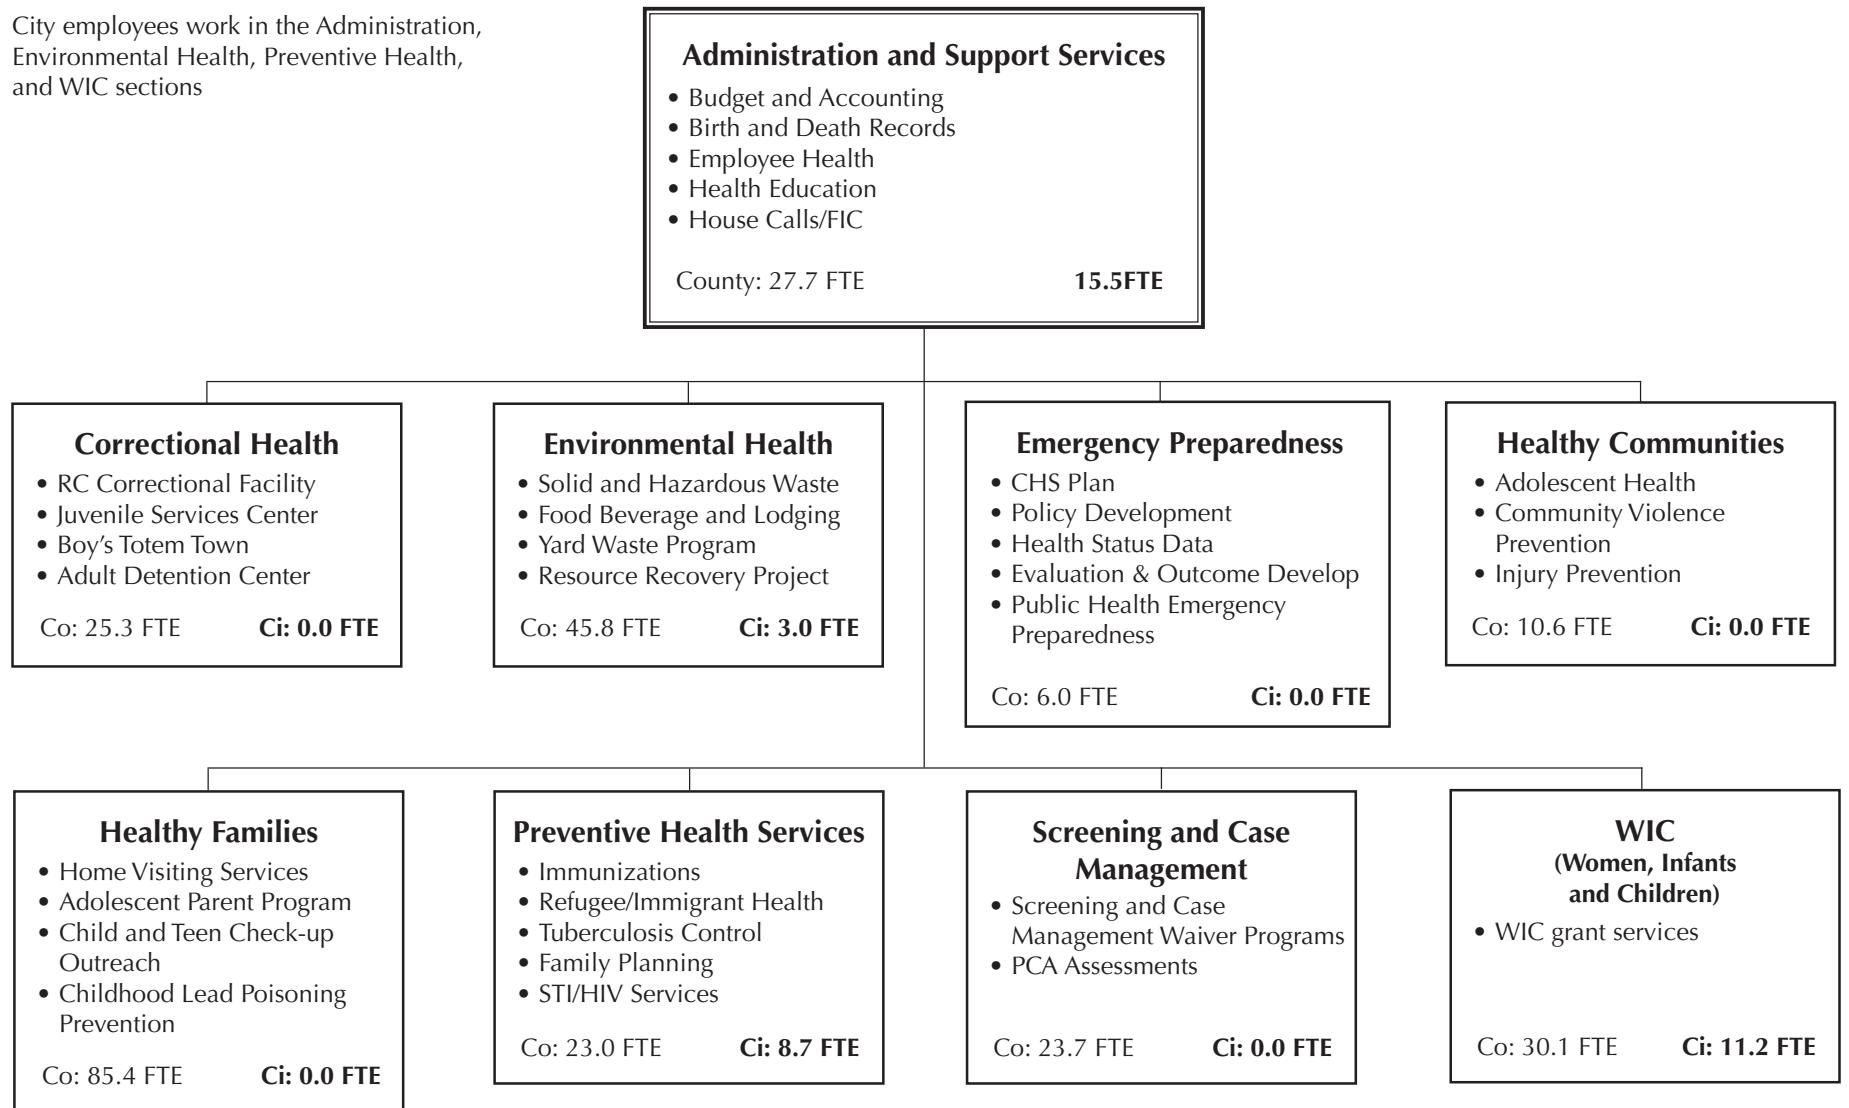 City employees work in the Administration,
Environmental Health, Preventive Health,
and WIC sections
Administration and Support Services
• Budget and Accounting
• Birth and Death Records
• Employee Health
• Health Education
• House Calls/FIC
County: 27.7 FTE 15.5FTE
Correctional Health
• RC Correctional Facility
• Juvenile Services Center
• Boy's Totem Town
• Adult Detention Center
Co: 25.3 FTE Ci: 0.0 FTE
Environmental Health
• Solid and Hazardous Waste
• Food Beverage and Lodging
• Yard Waste Program
• Resource Recovery Project
Co: 45.8 FTE Ci: 3.0 FTE
Emergency Preparedness
• CHS Plan
• Policy Development
• Health Status Data
• Evaluation & Outcome Develop
• Public Health Emergency
Preparedness
Co: 6.0 FTE Ci: 0.0 FTE
Healthy Communities
• Adolescent Health
• Community Violence
Prevention
• Injury Prevention
Co: 10.6 FTE Ci: 0.0 FTE
Healthy Families
• Home Visiting Services
• Adolescent Parent Program
• Child and Teen Check-up
Outreach
• Childhood Lead Poisoning
Prevention
Co: 85.4 FTE Ci: 0.0 FTE
Preventive Health Services
• Immunizations
• Refugee/Immigrant Health
• Tuberculosis Control
• Family Planning
• STI/HIV Services
Co: 23.0 FTE Ci: 8.7 FTE
Screening and Case
Management
• Screening and Case
Management Waiver Programs
• PCA Assessments
Co: 23.7 FTE Ci: 0.0 FTE
WIC
(Women, Infants
and Children)
• WIC grant services
Co: 30.1 FTE Ci: 11.2 FTE